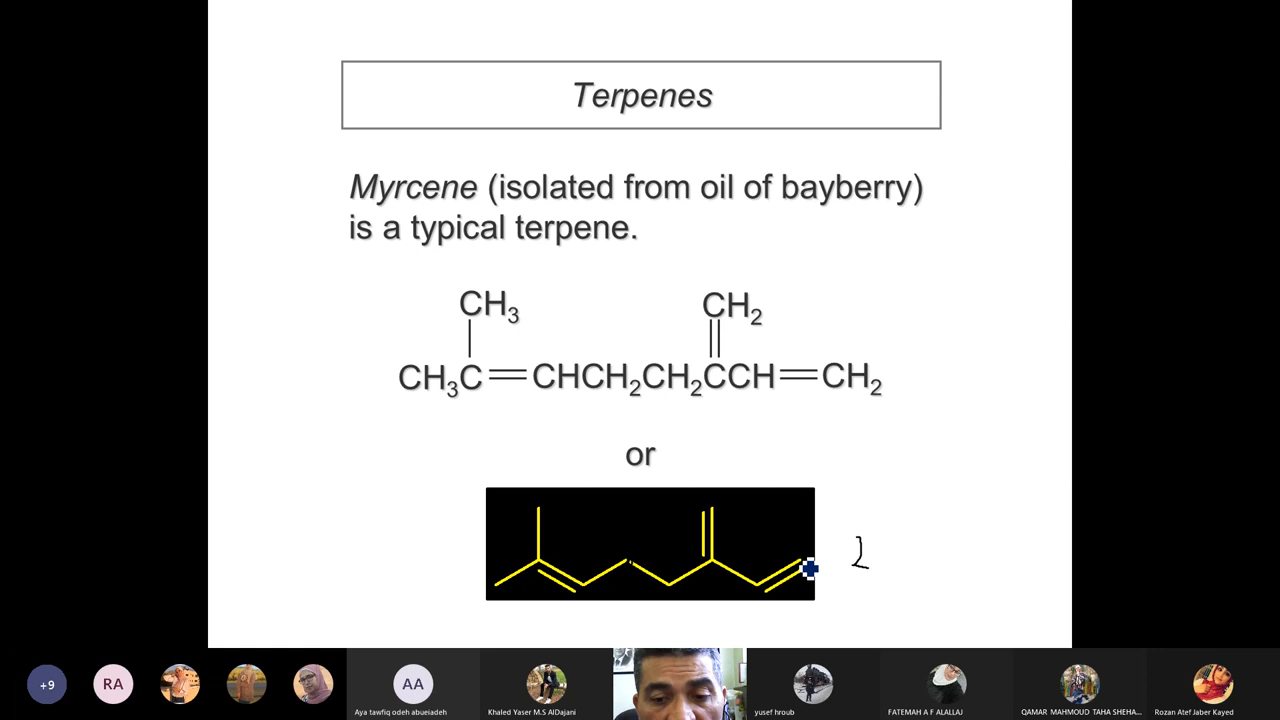 Terpenes
Myrcene (isolated from oil of bayberry)
is a typical terpene.
CH₃ CH₂
CH₃C=CHCH₂CH₂CCH=CH₂
or
2
+9
RA
AA
Aya tawfiq odeh abueiadeh
Khaled Yaser M.S AlDajani
yusef hroub
FATEMAH A F ALALLAJ
QAMAR MAHMOUD TAHA SHEHA...
Rozan Atef Jaber Kayed